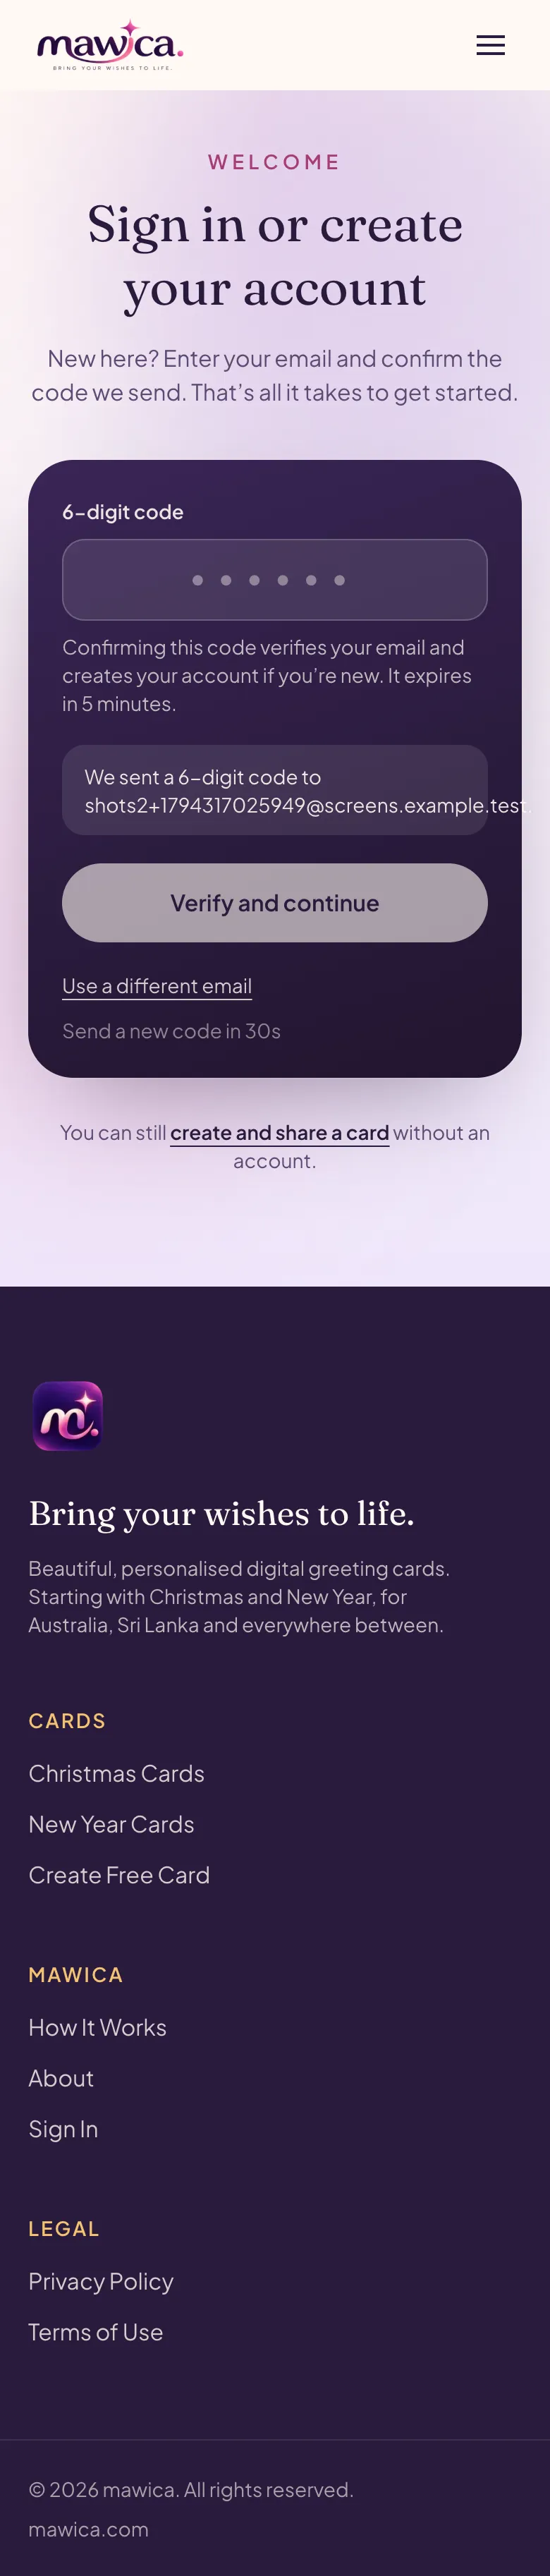 mawica.
BRING YOUR WISHES TO LIFE.
WELCOME
Sign in or create
your account
New here? Enter your email and confirm the
code we send. That’s all it takes to get started.
6-digit code
Confirming this code verifies your email and
creates your account if you’re new. It expires
in 5 minutes.
We sent a 6-digit code to
shots2+1794317025949@screens.example.test.
Verify and continue
Use a different email
Send a new code in 30s
You can still create and share a card without an
account.
m.
Bring your wishes to life.
Beautiful, personalised digital greeting cards.
Starting with Christmas and New Year, for
Australia, Sri Lanka and everywhere between.
CARDS
Christmas Cards
New Year Cards
Create Free Card
MAWICA
How It Works
About
Sign In
LEGAL
Privacy Policy
Terms of Use
© 2026 mawica. All rights reserved.
mawica.com